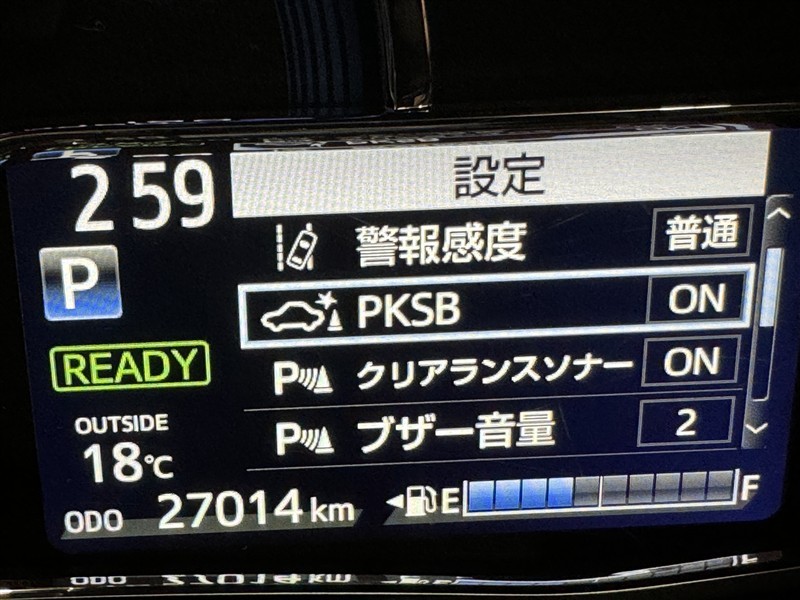 設定
2 59
警報感度 普通
P
PKSB ON
READY
P クリアランスソナー ON
OUTSIDE
18℃
P ブザー音量 2
ODO 27014 km
E F